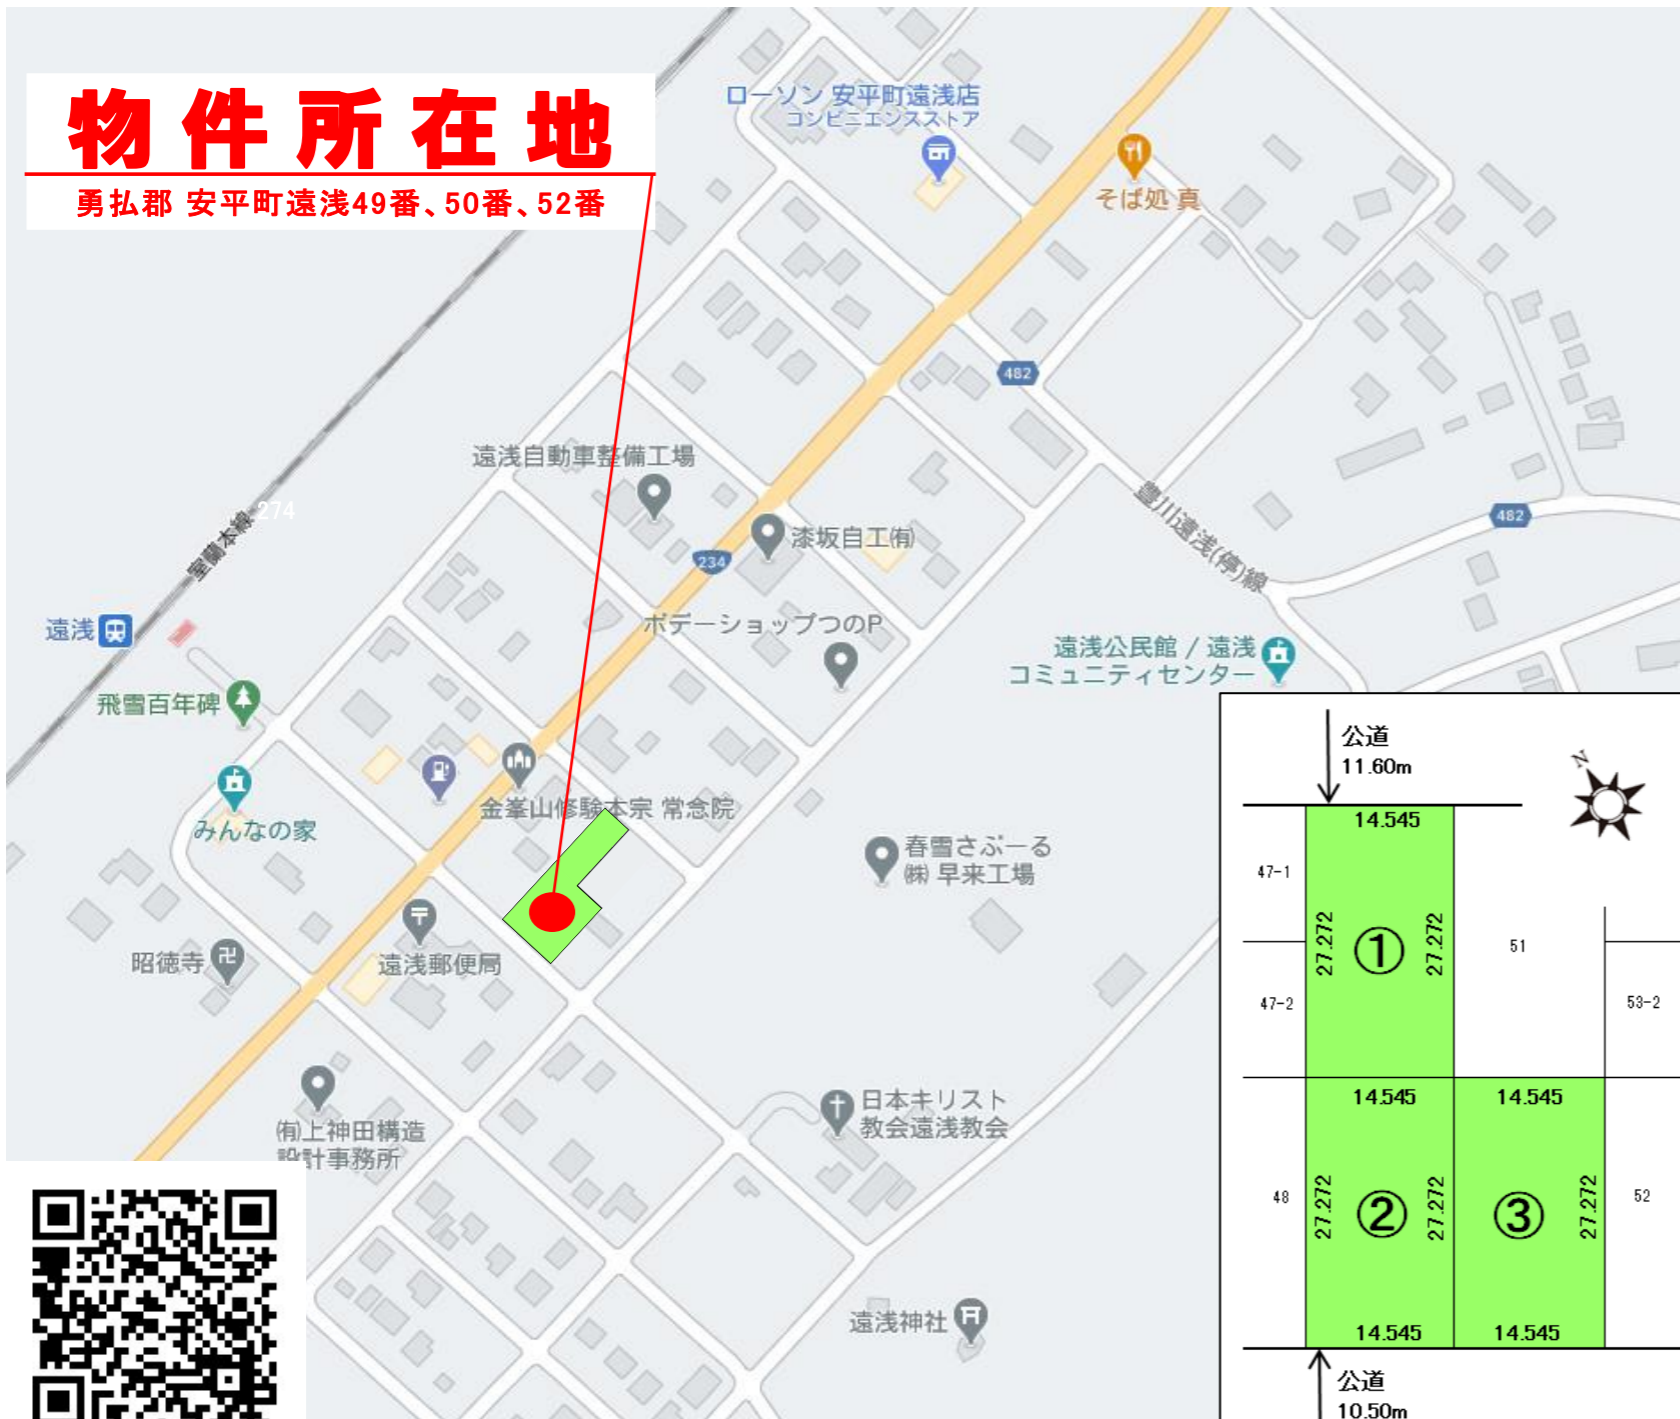 物件所在地
勇払郡 安平町遠浅49番、50番、52番
ローソン 安平町遠浅店
コンビニエンスストア
そば処 真
482
遠浅自動車整備工場
漆坂自工㈲
234
豊川遠浅(停)線
482
274
室蘭本線
遠浅
ボデーショップつのP
遠浅公民館 / 遠浅
コミュニティセンター
飛雪百年碑
みんなの家
金峯山修験本宗 常念院
春雪さぶーる
㈱ 早来工場
昭徳寺
遠浅郵便局
㈲上神田構造
設計事務所
日本キリスト
教会遠浅教会
遠浅神社
公道
11.60m
N
14.545
47-1
27.272
①
27.272
51
47-2
53-2
14.545
14.545
48
27.272
②
27.272
③
27.272
52
14.545
14.545
公道
10.50m